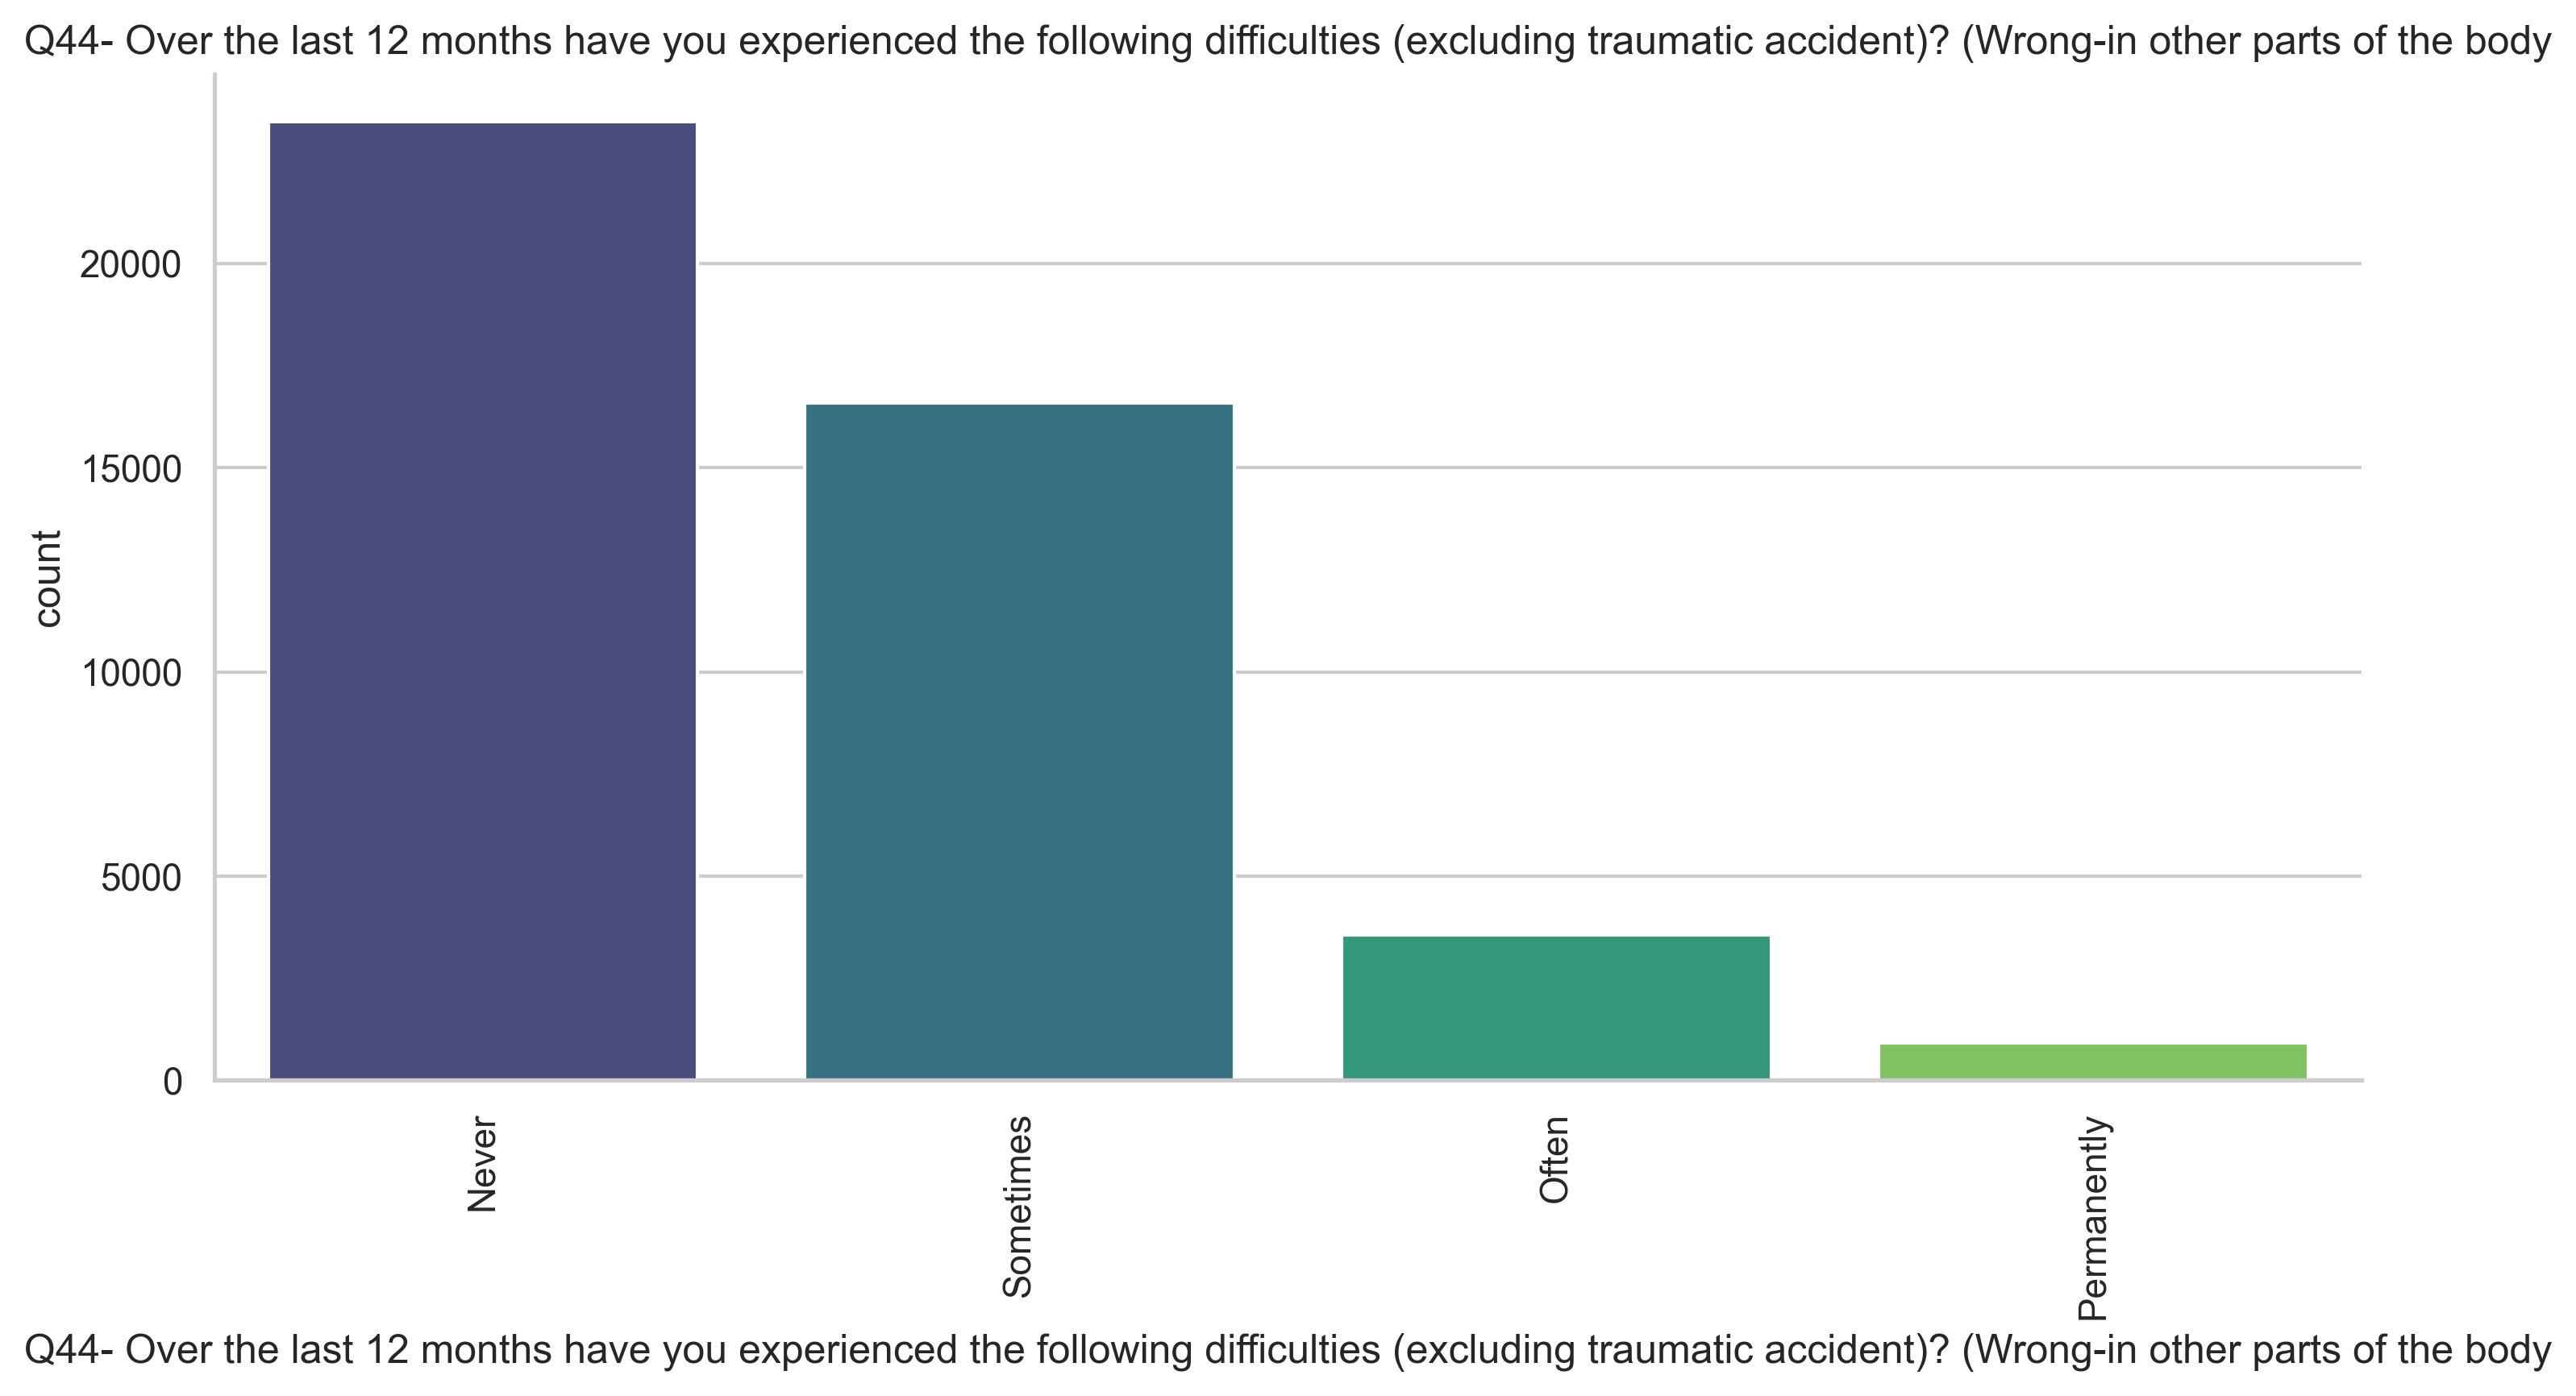 Q44- Over the last 12 months have you experienced the following difficulties (excluding traumatic accident)? (Wrong-in other parts of the body
20000
15000
10000
5000
0
count
Never
Sometimes
Often
Permanently
Q44- Over the last 12 months have you experienced the following difficulties (excluding traumatic accident)? (Wrong-in other parts of the body